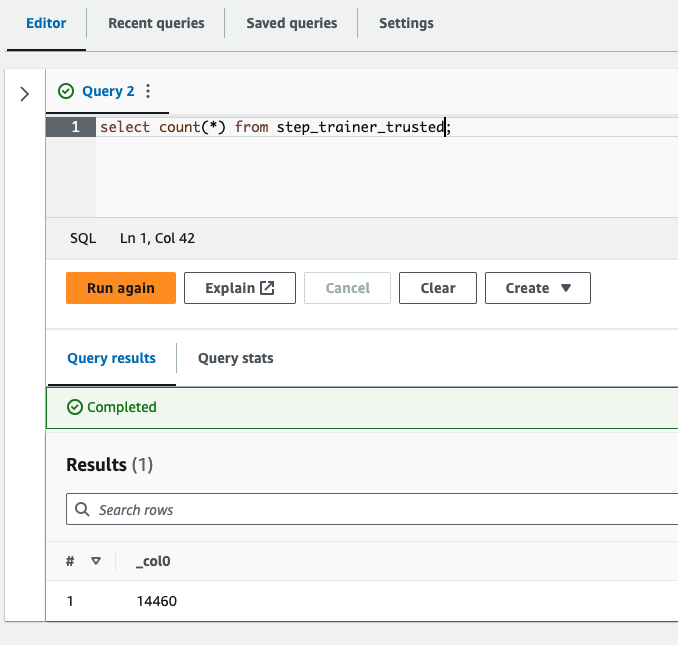 Editor Recent queries Saved queries Settings
Query 2
1 select count(*) from step_trainer_trusted;
SQL Ln 1, Col 42
Run again Explain Cancel Clear Create
Query results Query stats
Completed
Results (1)
Search rows
# _col0
1 14460